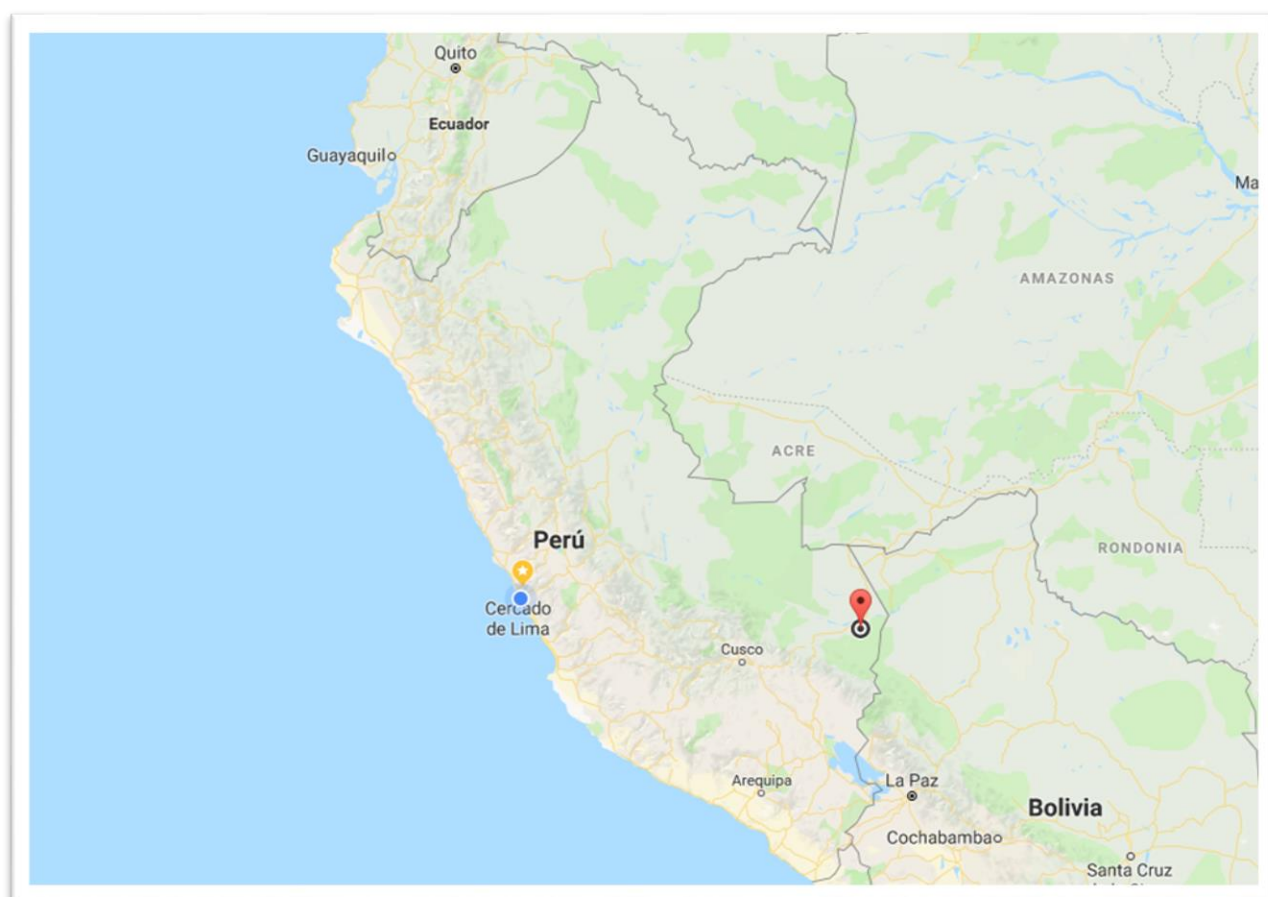 Quito
Ecuador
Guayaquil
Ma
AMAZONAS
ACRE
Perú
RONDONIA
Cercado
de Lima
Cusco
Arequipa
La Paz
Bolivia
Cochabamba
Santa Cruz